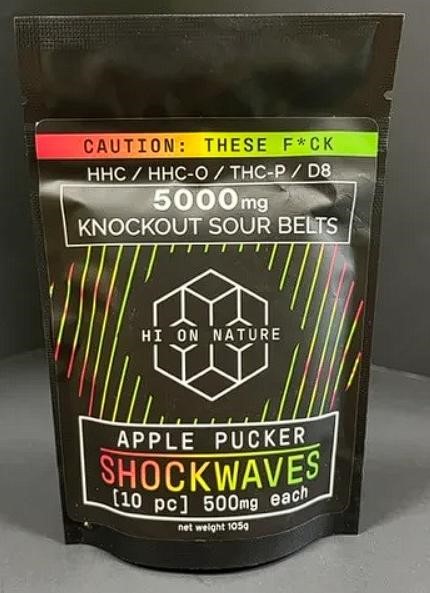 CAUTION: THESE F*CK
HHC / HHC-O / THC-P / D8
5000mg
KNOCKOUT SOUR BELTS
HI ON NATURE
APPLE PUCKER
SHOCKWAVES
[10 pc] 500mg each
net weight 105g